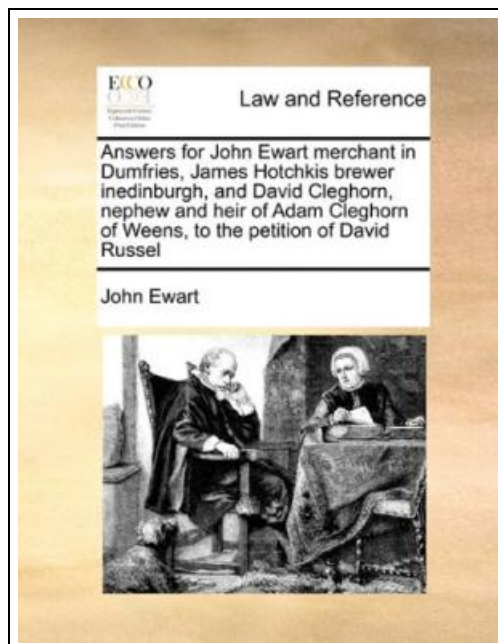 ECCO
Law and Reference
Answers for John Ewart merchant in
Dumfries, James Hotchkis brewer
inedinburgh, and David Cleghorn,
nephew and heir of Adam Cleghorn
of Weens, to the petition of David
Russel
John Ewart